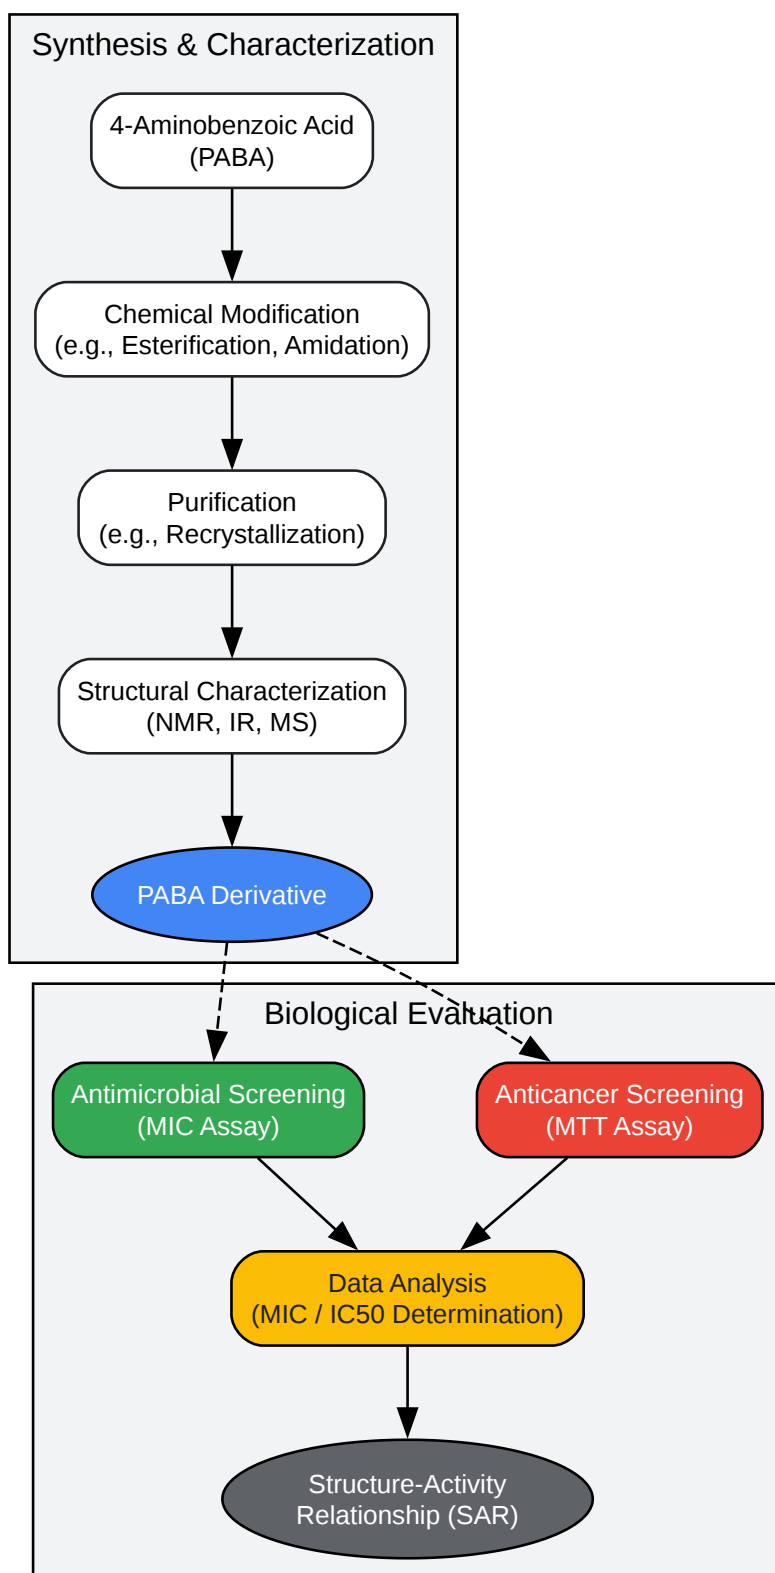 Synthesis & Characterization
4-Aminobenzoic Acid
(PABA)
Chemical Modification
(e.g., Esterification, Amidation)
Purification
(e.g., Recrystallization)
Structural Characterization
(NMR, IR, MS)
PABA Derivative
Biological Evaluation
Antimicrobial Screening
(MIC Assay)
Anticancer Screening
(MTT Assay)
Data Analysis
(MIC / IC50 Determination)
Structure-Activity
Relationship (SAR)